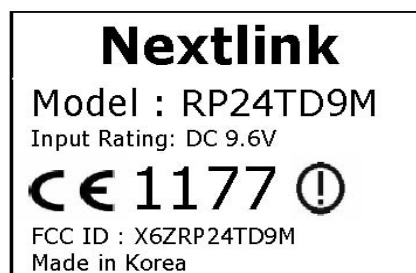 Nextlink
Model : RP24TD9M
Input Rating: DC 9.6V
CE 1177
FCC ID : X6ZRP24TD9M
Made in Korea